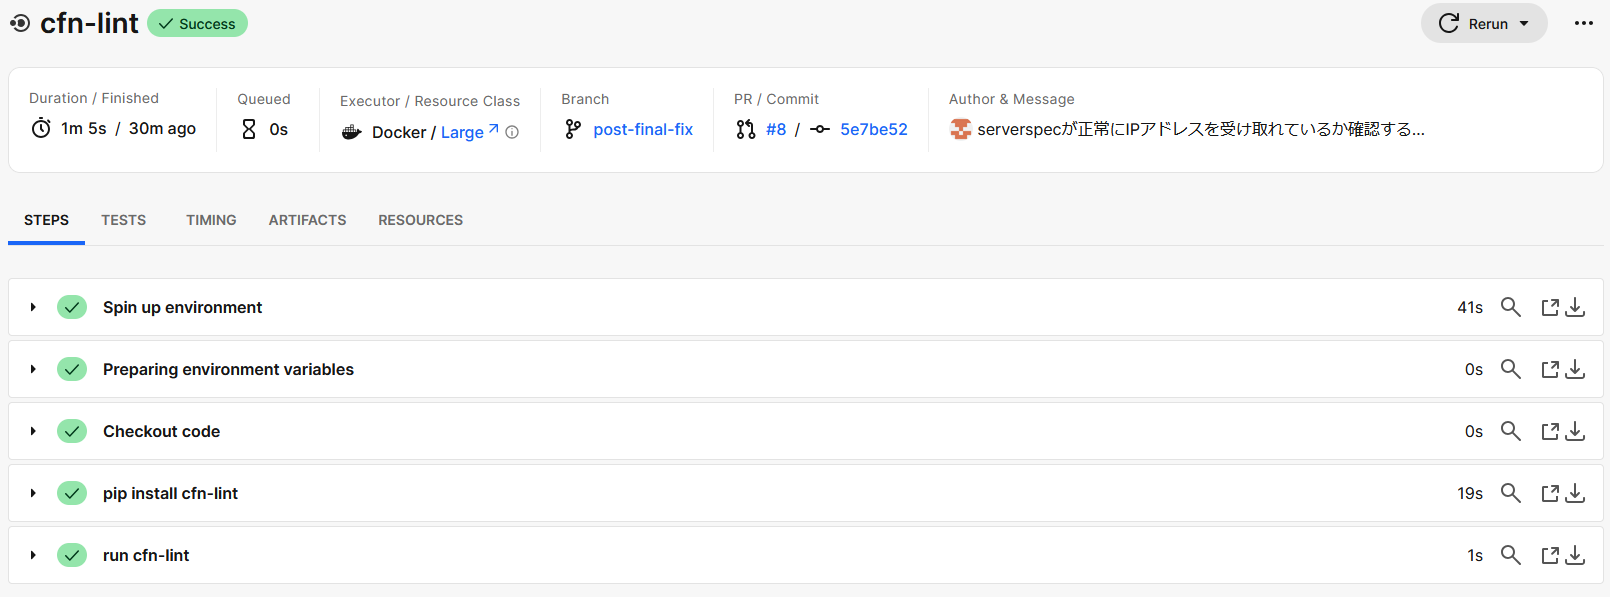 cfn-lint Success Rerun
Duration / Finished Queued Executor / Resource Class Branch PR / Commit Author & Message
1m 5s / 30m ago 0s Docker / Large post-final-fix #8 / 5e7be52 serverspecが正常にIPアドレスを受け取れているか確認する...
STEPS TESTS TIMING ARTIFACTS RESOURCES
Spin up environment 41s
Preparing environment variables 0s
Checkout code 0s
pip install cfn-lint 19s
run cfn-lint 1s